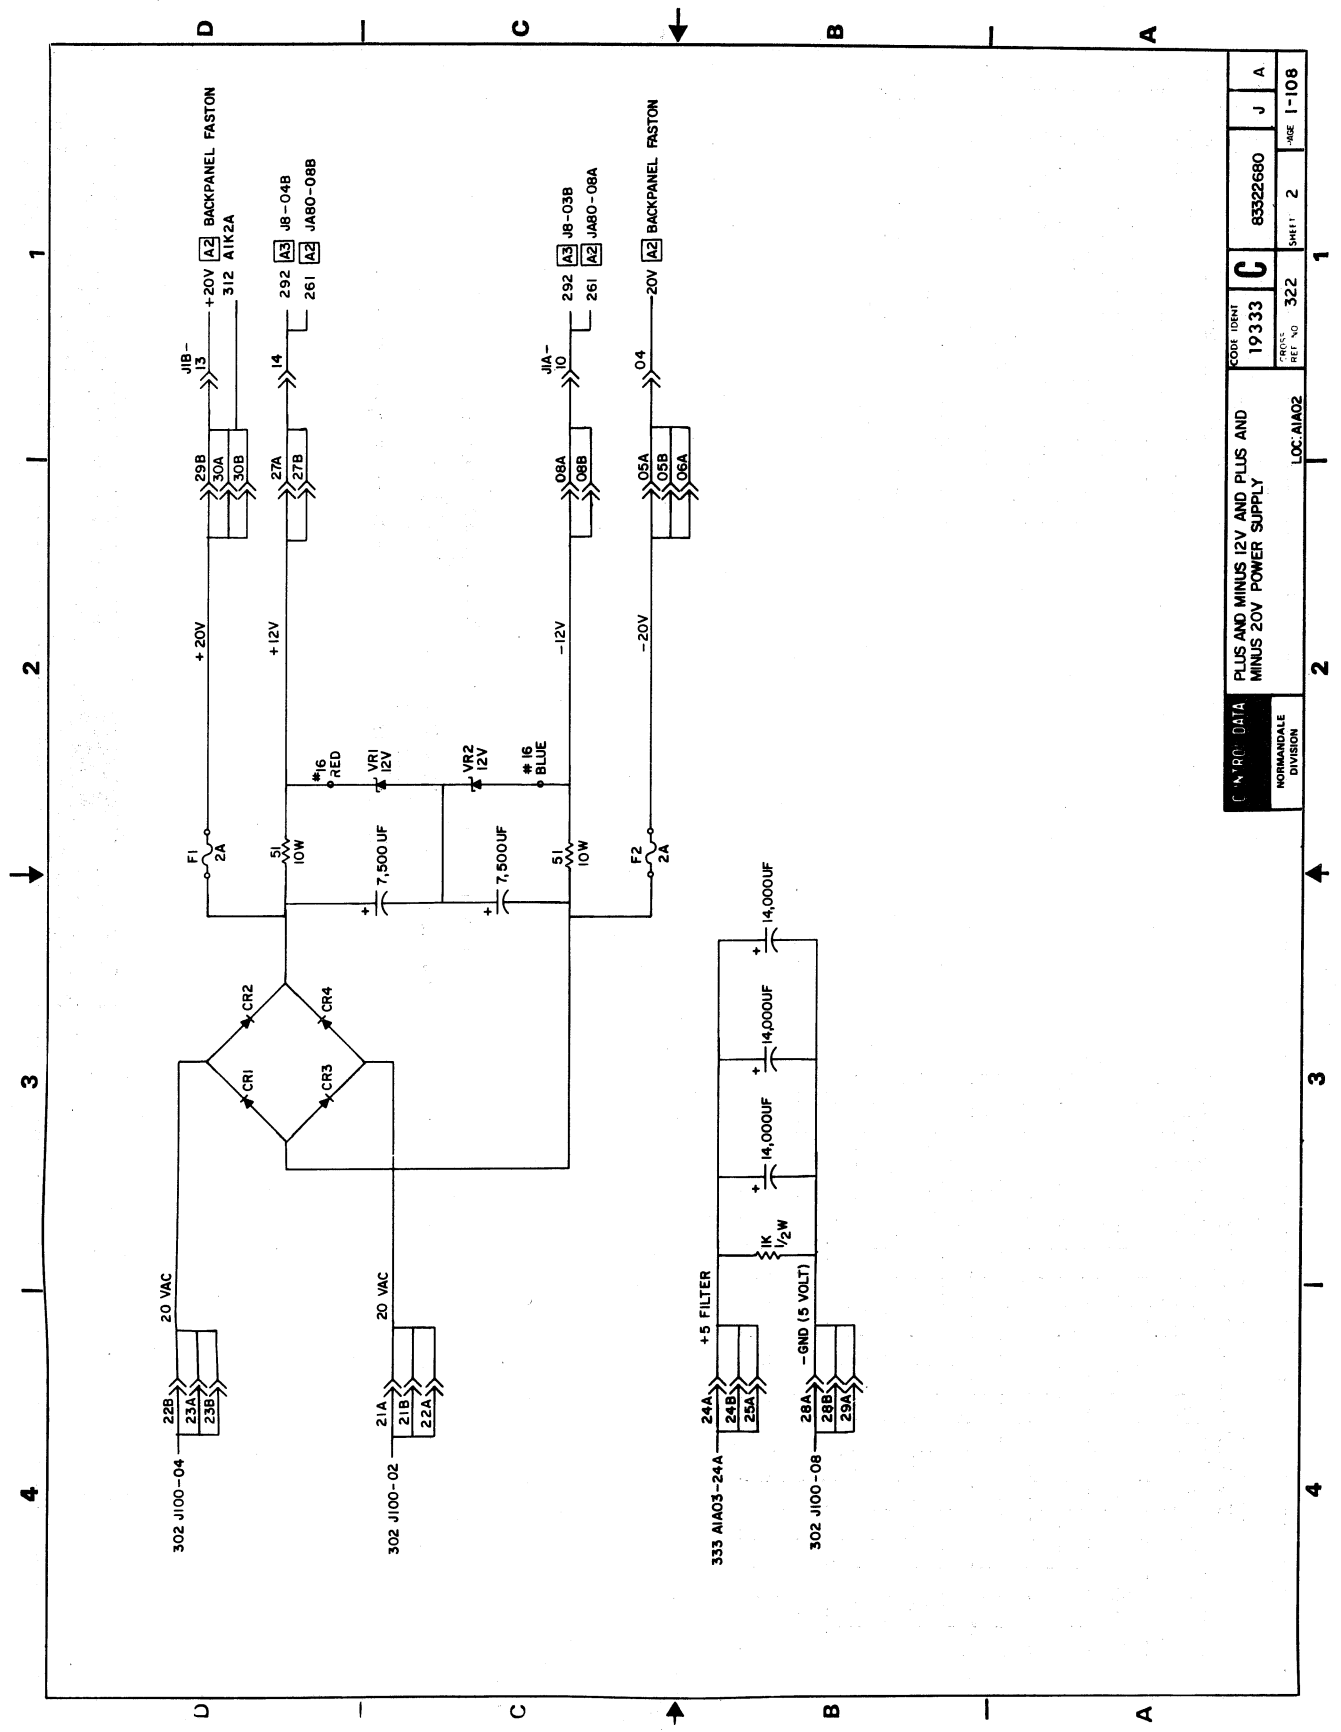 4
3
2
1
D
302 J100-04
22B
23A
23B
20 VAC
CR1
CR2
CR3
CR4
F1
2A
+20V
29B
30A
30B
J1B-
13
+20V A2 BACKPANEL FASTON
312 A1K2A
51
10W
+12V
27A
27B
14
292 A3 J8-04B
261 A2 JA80-08B
302 J100-02
21A
21B
22A
20 VAC
+
7,500UF
#16
RED
VR1
12V
C
+
7,500UF
VR2
12V
#16
BLUE
51
10W
-12V
08A
08B
J1A-
10
292 A3 J8-03B
261 A2 JA80-08A
F2
2A
-20V
05A
05B
06A
04
-20V A2 BACKPANEL FASTON
333 A1A03-24A
24A
24B
25A
+5 FILTER
1K
1/2W
+
14,000UF
+
14,000UF
+
14,000UF
B
302 J100-08
28A
28B
29A
-GND (5 VOLT)
A
DATA
NORMANDALE
DIVISION
PLUS AND MINUS 12V AND PLUS AND
MINUS 20V POWER SUPPLY
LOC: A1A02
CODE IDENT
19333
C
83322680
J
A
CROSS
REF NO 322
SHEET 2
PAGE 1-108
4
3
2
1
D
C
B
A